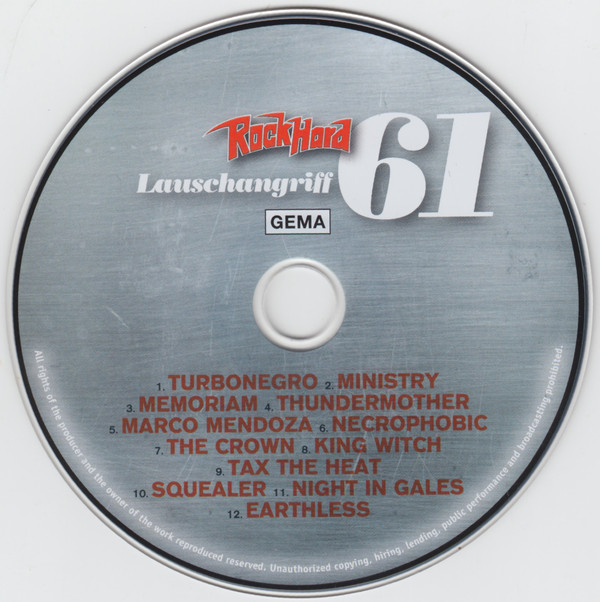 RockHard
Lauschangriff 61
GEMA
1. TURBONEGRO 2. MINISTRY
3. MEMORIAM 4. THUNDERMOTHER
5. MARCO MENDOZA 6. NECROPHOBIC
7. THE CROWN 8. KING WITCH
9. TAX THE HEAT
10. SQUEALER 11. NIGHT IN GALES
12. EARTHLESS
All rights of the producer and the owner of the work reproduced reserved. Unauthorized copying, hiring, lending, public performance and broadcasting prohibited.